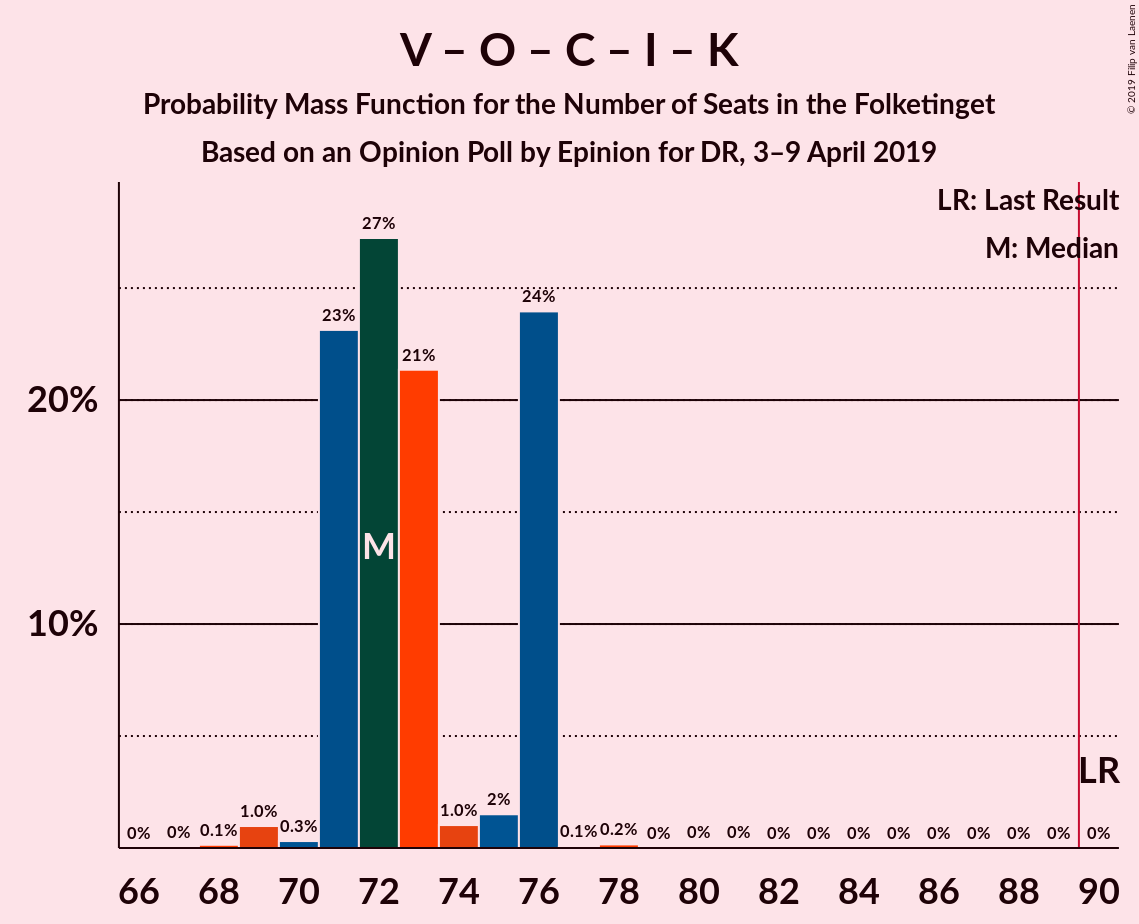 V – O – C – I – K
Probability Mass Function for the Number of Seats in the Folketinget
Based on an Opinion Poll by Epinion for DR, 3–9 April 2019
© 2019 Filip van Laenen
LR: Last Result
M: Median
20%
10%
0% 0% 0.1% 1.0% 0.3% 23% 27% 21% 1.0% 2% 24% 0.1% 0.2% 0% 0% 0% 0% 0% 0% 0% 0% 0% 0% 0% 0%
M
LR
66 68 70 72 74 76 78 80 82 84 86 88 90